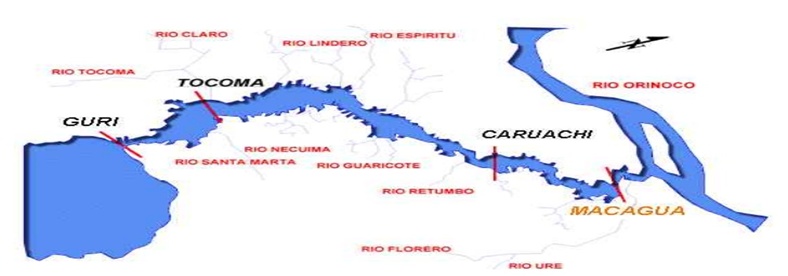 RIO CLARO
RIO LINDERO
RIO ESPIRITU
RIO TOCOMA
TOCOMA
RIO ORINOCO
GURI
CARUACHI
RIO NECUIMA
RIO SANTA MARTA
RIO GUARICOTE
RIO RETUMBO
MACAGUA
RIO FLORERO
RIO URE